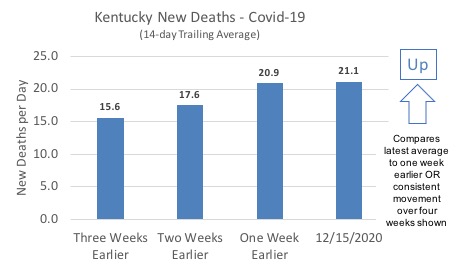 Kentucky New Deaths - Covid-19
(14-day Trailing Average)
New Deaths per Day
25.0
20.0
15.0
10.0
5.0
0.0
15.6
17.6
20.9
21.1
Three Weeks
Earlier
Two Weeks
Earlier
One Week
Earlier
12/15/2020
Up
Compares
latest average
to one week
earlier OR
consistent
movement
over four
weeks shown